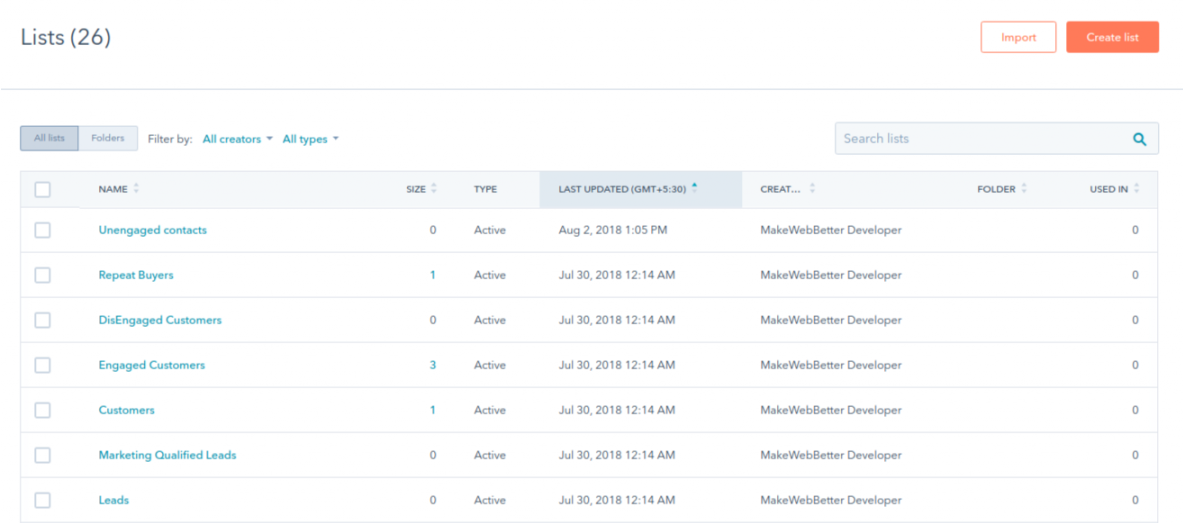 Lists (26)
Import
Create list
All lists Folders Filter by: All creators All types
Search lists
NAME SIZE TYPE LAST UPDATED (GMT+5:30) CREAT... FOLDER USED IN
Unengaged contacts 0 Active Aug 2, 2018 1:05 PM MakeWebBetter Developer 0
Repeat Buyers 1 Active Jul 30, 2018 12:14 AM MakeWebBetter Developer 0
DisEngaged Customers 0 Active Jul 30, 2018 12:14 AM MakeWebBetter Developer 0
Engaged Customers 3 Active Jul 30, 2018 12:14 AM MakeWebBetter Developer 0
Customers 1 Active Jul 30, 2018 12:14 AM MakeWebBetter Developer 0
Marketing Qualified Leads 0 Active Jul 30, 2018 12:14 AM MakeWebBetter Developer 0
Leads 0 Active Jul 30, 2018 12:14 AM MakeWebBetter Developer 0